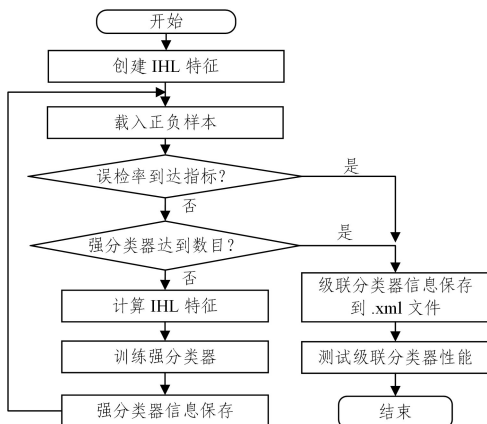 开始
创建 IHL 特征
载入正负样本
误检率到达指标？
是
否
强分类器达到数目？
是
否
级联分类器信息保存
到 .xml 文件
计算 IHL 特征
训练强分类器
测试级联分类器性能
强分类器信息保存
结束